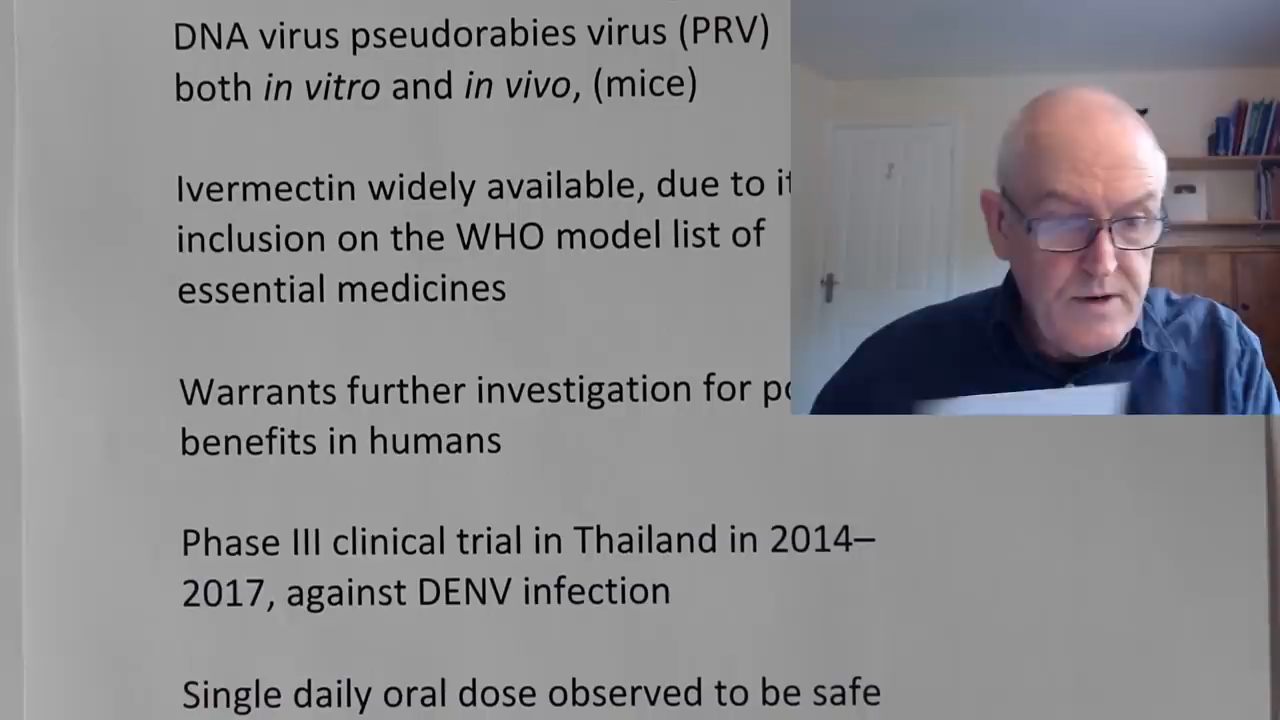 DNA virus pseudorabies virus (PRV)
both in vitro and in vivo, (mice)
Ivermectin widely available, due to
inclusion on the WHO model list of
essential medicines
Warrants further investigation for
benefits in humans
Phase III clinical trial in Thailand in 2014–
2017, against DENV infection
Single daily oral dose observed to be safe